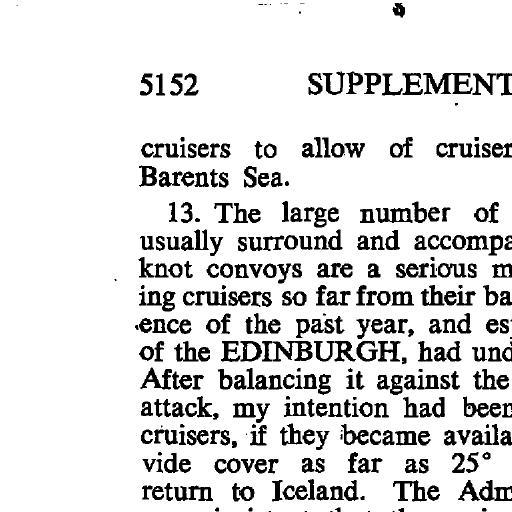 5152 SUPPLEMENT
cruisers to allow of cruiser
Barents Sea.
13. The large number of
usually surround and accompa
knot convoys are a serious m
ing cruisers so far from their ba
ence of the past year, and es
of the EDINBURGH, had und
After balancing it against the
attack, my intention had been
cruisers, if they became availa
vide cover as far as 25°
return to Iceland. The Adm